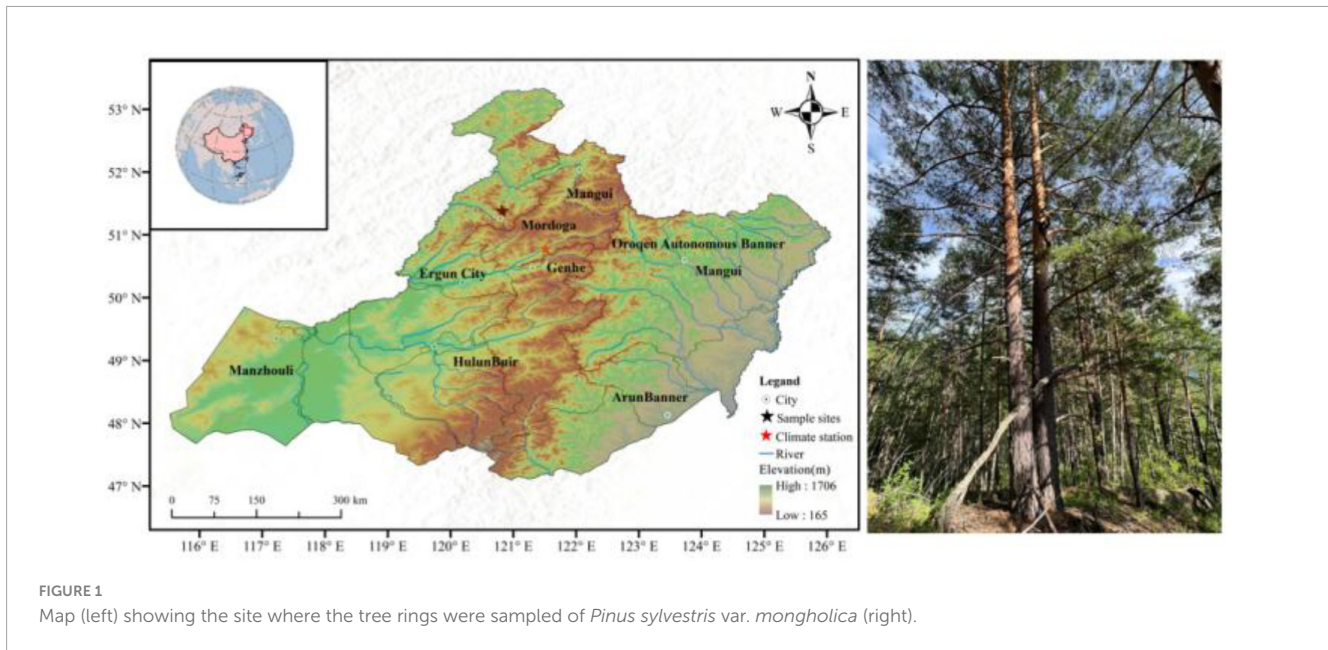 53° N
52° N
51° N
50° N
49° N
48° N
47° N
N
W E
S
Mangui
Mordoga
Oroqen Autonomous Banner
Ergun City
Genhe
Mangui
Manzhouli
HulunBuir
ArunBanner
Legand
City
Sample sites
Climate station
River
Elevation(m)
High : 1706
Low : 165
0 75 150 300 km
116° E 117° E 118° E 119° E 120° E 121° E 122° E 123° E 124° E 125° E 126° E
FIGURE 1
Map (left) showing the site where the tree rings were sampled of Pinus sylvestris var. mongholica (right).